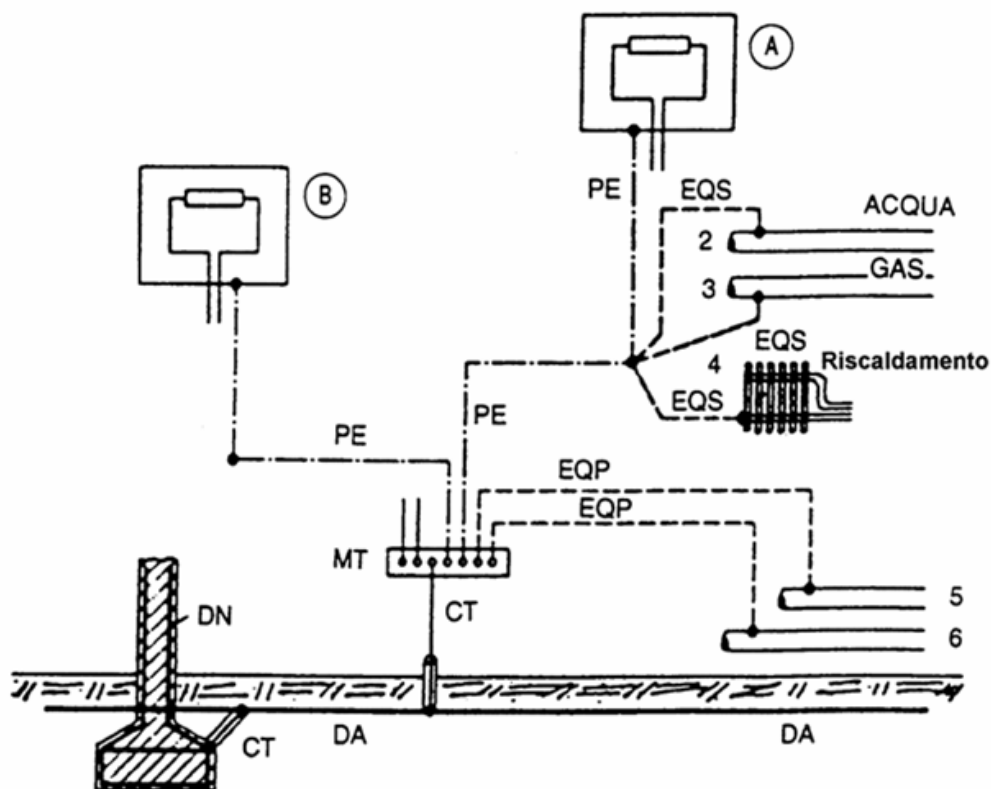 A
B
PE
EQS
ACQUA
2
GAS
3
EQS
4
Riscaldamento
EQS
PE
PE
EQP
EQP
MT
CT
5
6
DN
CT
DA
DA